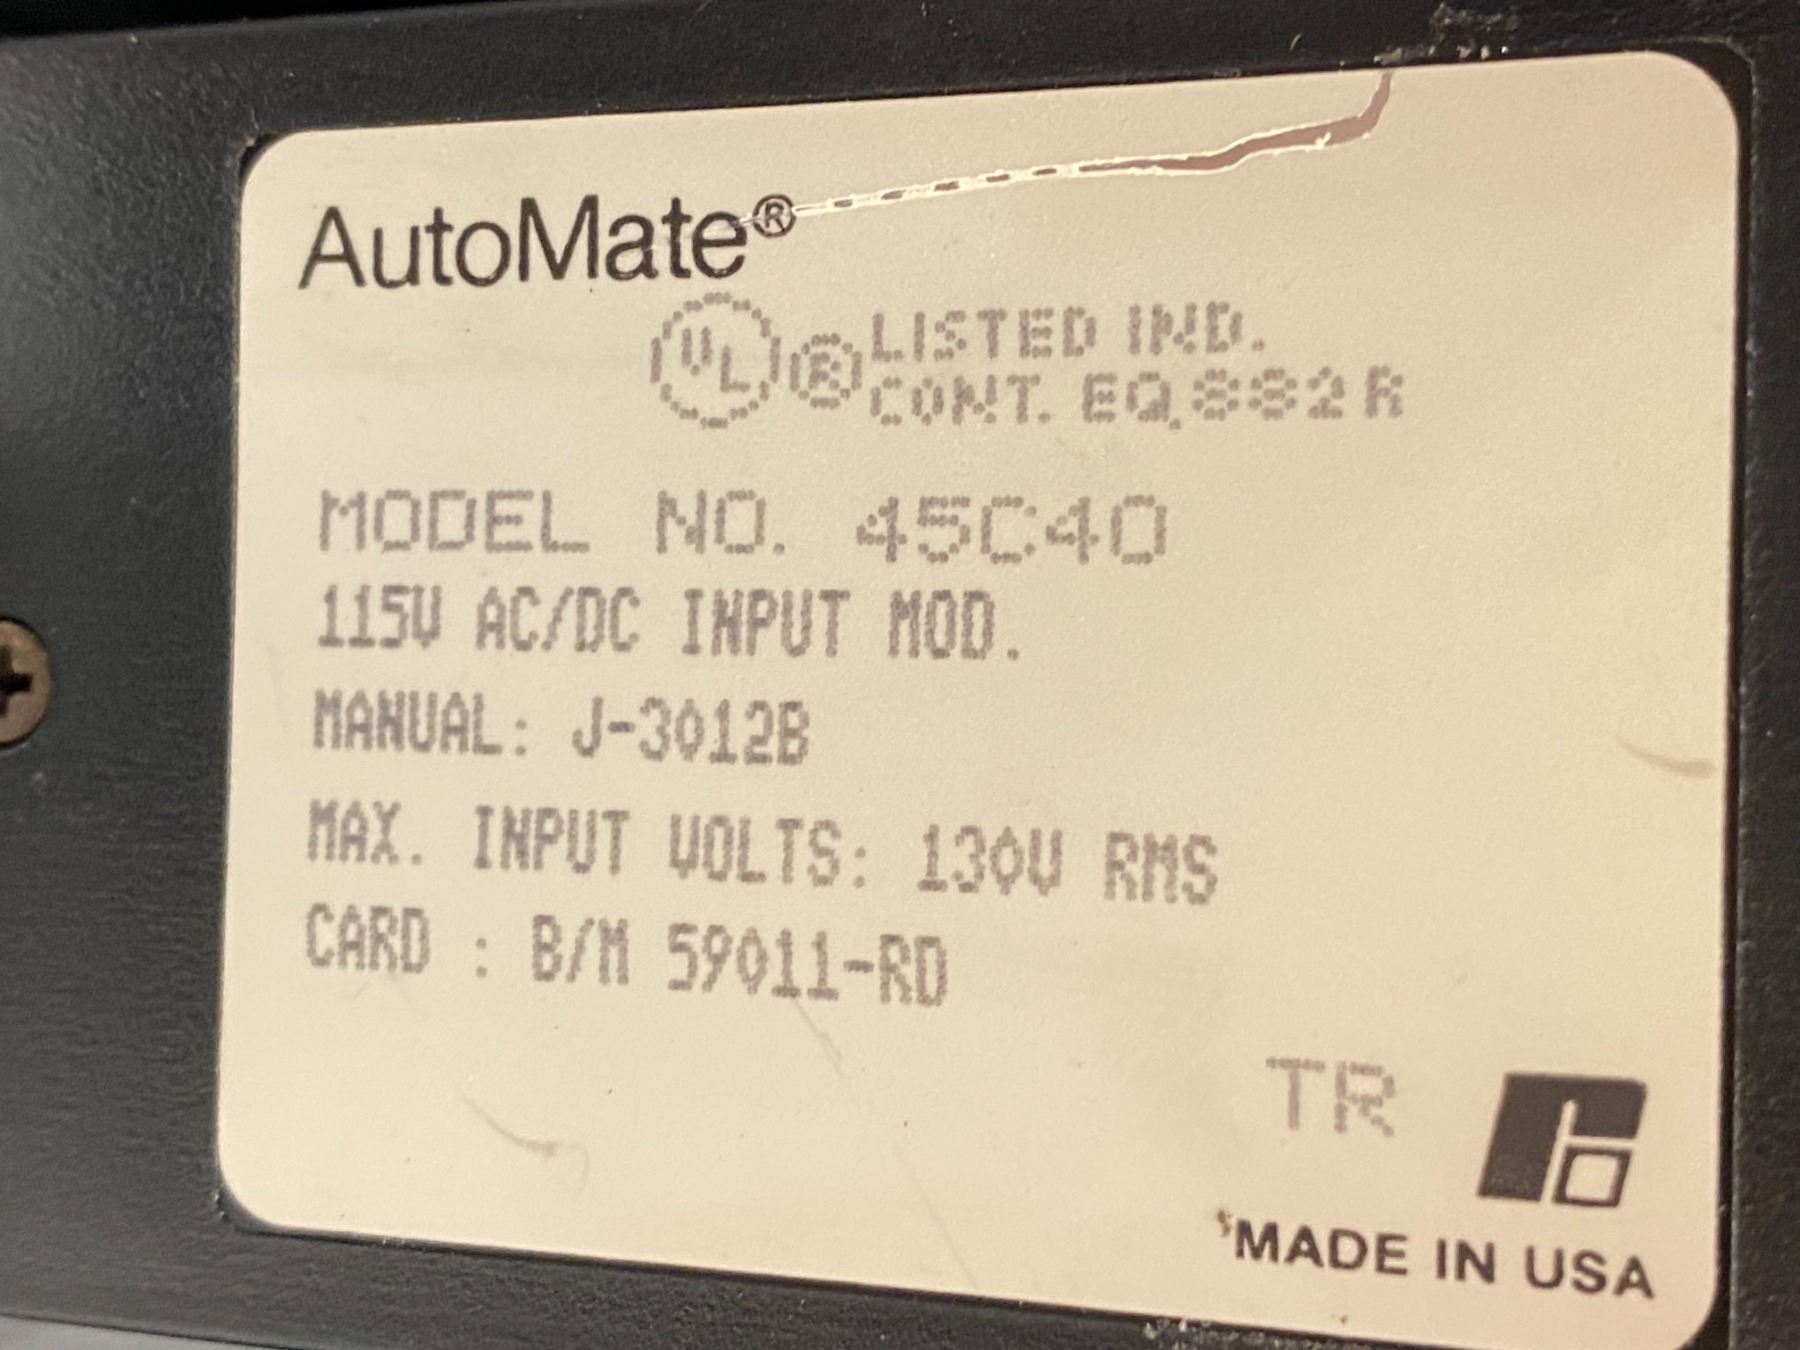 AutoMate®
UL ® LISTED IND.
CONT. EQ. 882R
MODEL NO. 45C40
115V AC/DC INPUT MOD.
MANUAL: J-3012B
MAX. INPUT VOLTS: 130V RMS
CARD : B/M 59011-RD
TR
MADE IN USA